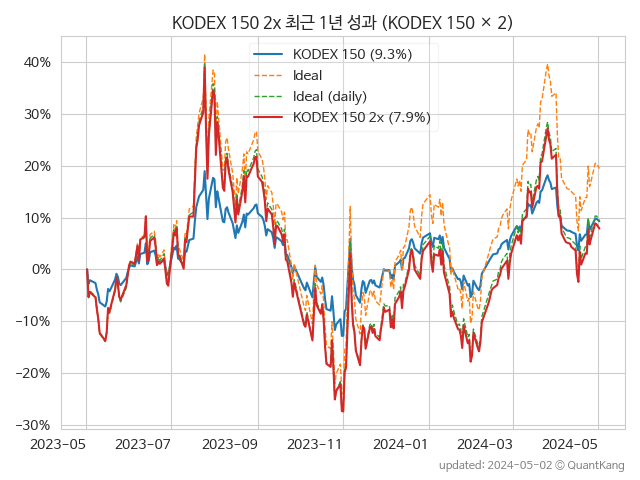 KODEX 150 2x 최근 1년 성과 (KODEX 150 × 2)
KODEX 150 (9.3%)
Ideal
Ideal (daily)
KODEX 150 2x (7.9%)
40%
30%
20%
10%
0%
−10%
−20%
−30%
2023-05 2023-07 2023-09 2023-11 2024-01 2024-03 2024-05
updated: 2024-05-02 © QuantKang